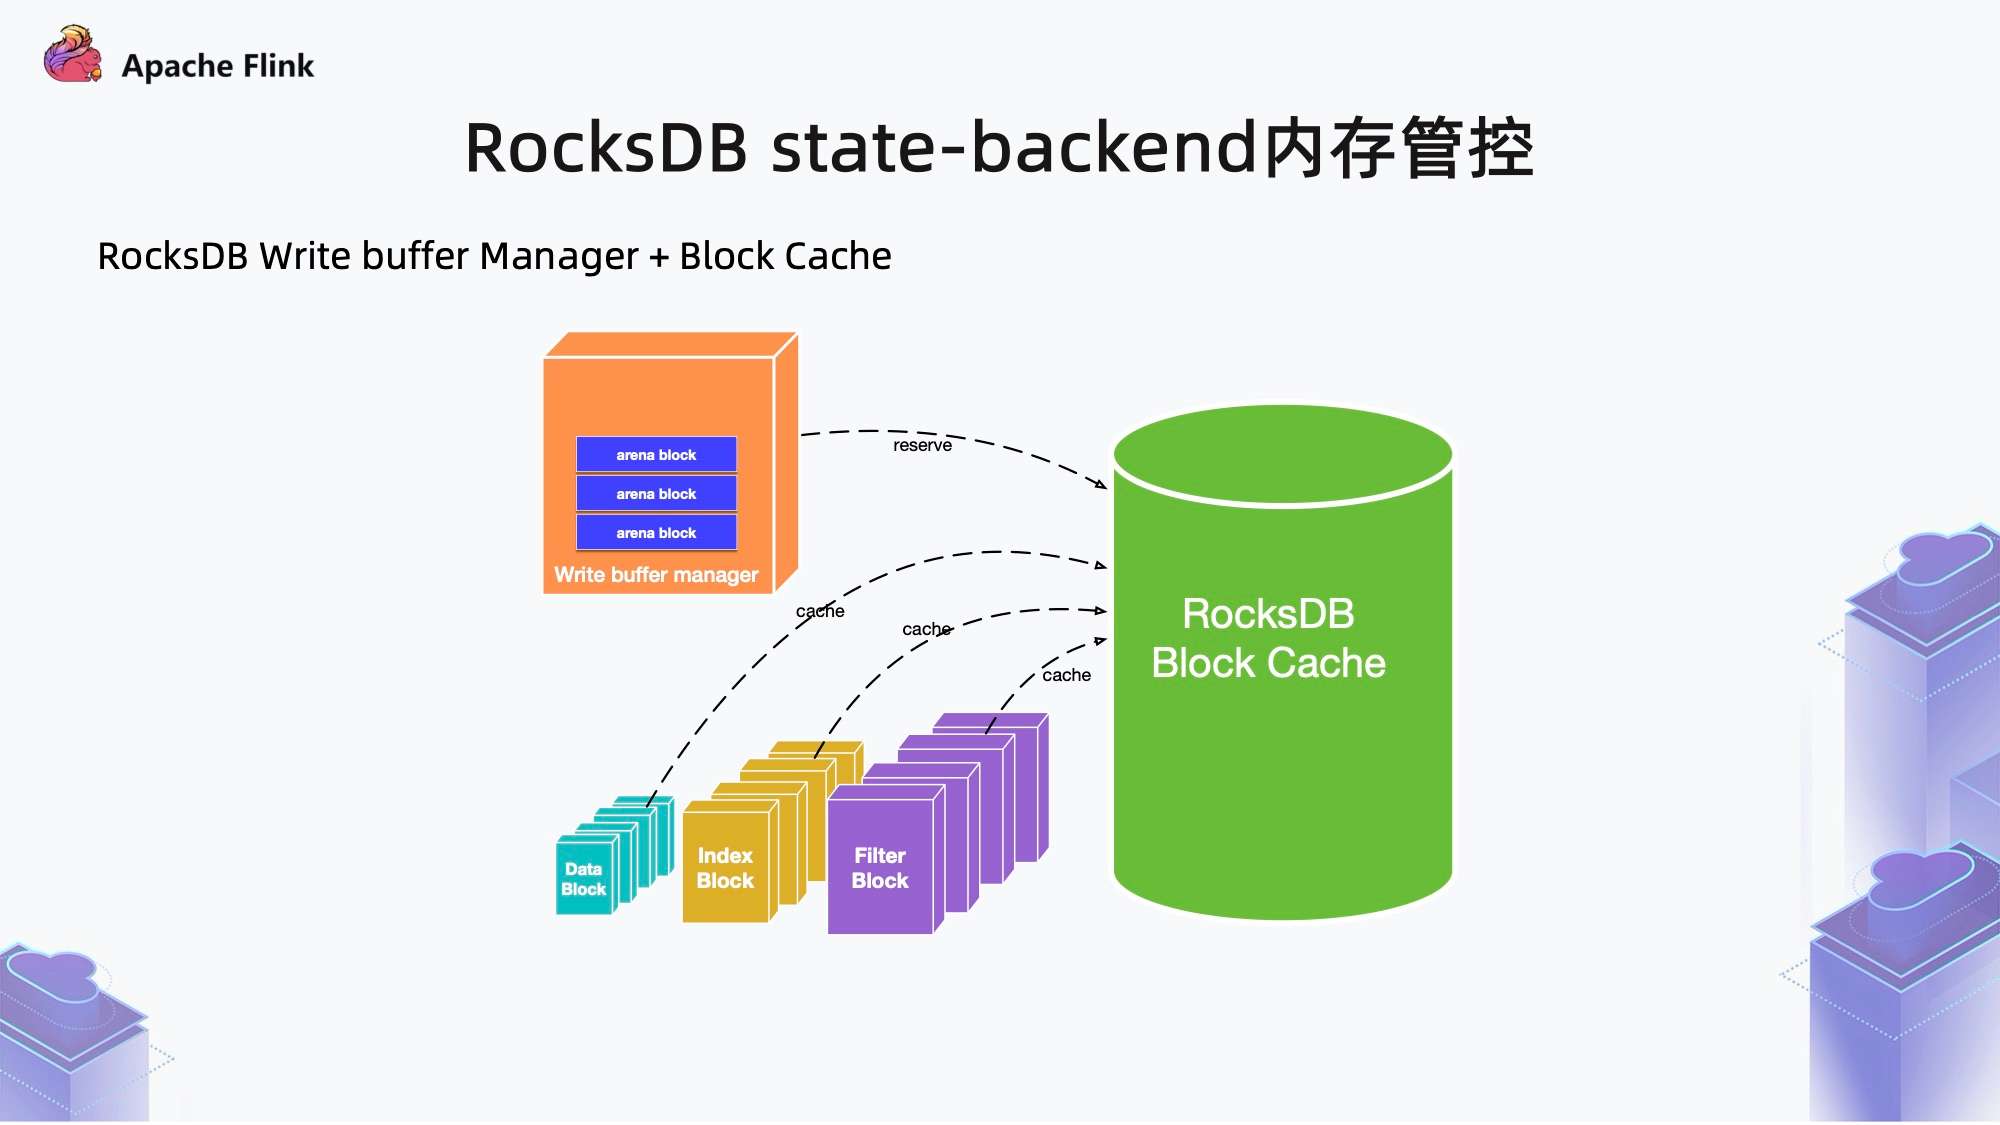 Apache Flink
RocksDB state-backend内存管控
RocksDB Write buffer Manager + Block Cache
arena block
arena block
arena block
Write buffer manager
reserve
cache
cache
cache
RocksDB
Block Cache
Data
Block
Index
Block
Filter
Block